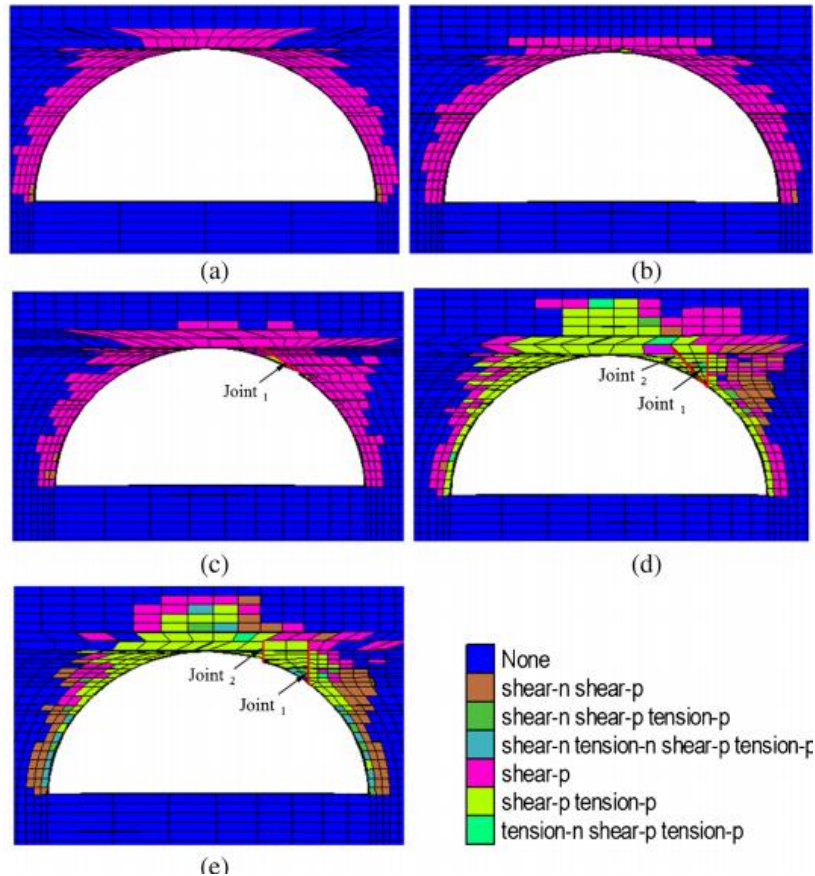 (a)
(b)
Joint 1
(c)
Joint 2
Joint 1
(d)
Joint 2
Joint 1
(e)
None
shear-n shear-p
shear-n shear-p tension-p
shear-n tension-n shear-p tension-p
shear-p
shear-p tension-p
tension-n shear-p tension-p